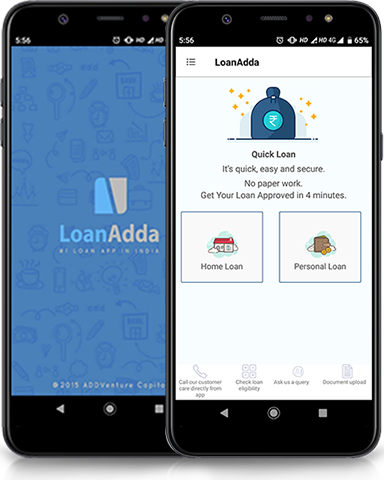 5:56
LoanAdda
#1 LOAN APP IN INDIA
© 2015 ADDVenture Capita
5:56
HD
HD 4G
65%
LoanAdda
₹
Quick Loan
It's quick, easy and secure.
No paper work.
Get Your Loan Approved in 4 minutes.
Home Loan
Personal Loan
Call our customer
care directly from
app
Check loan
eligibility
Ask us a query
Document upload